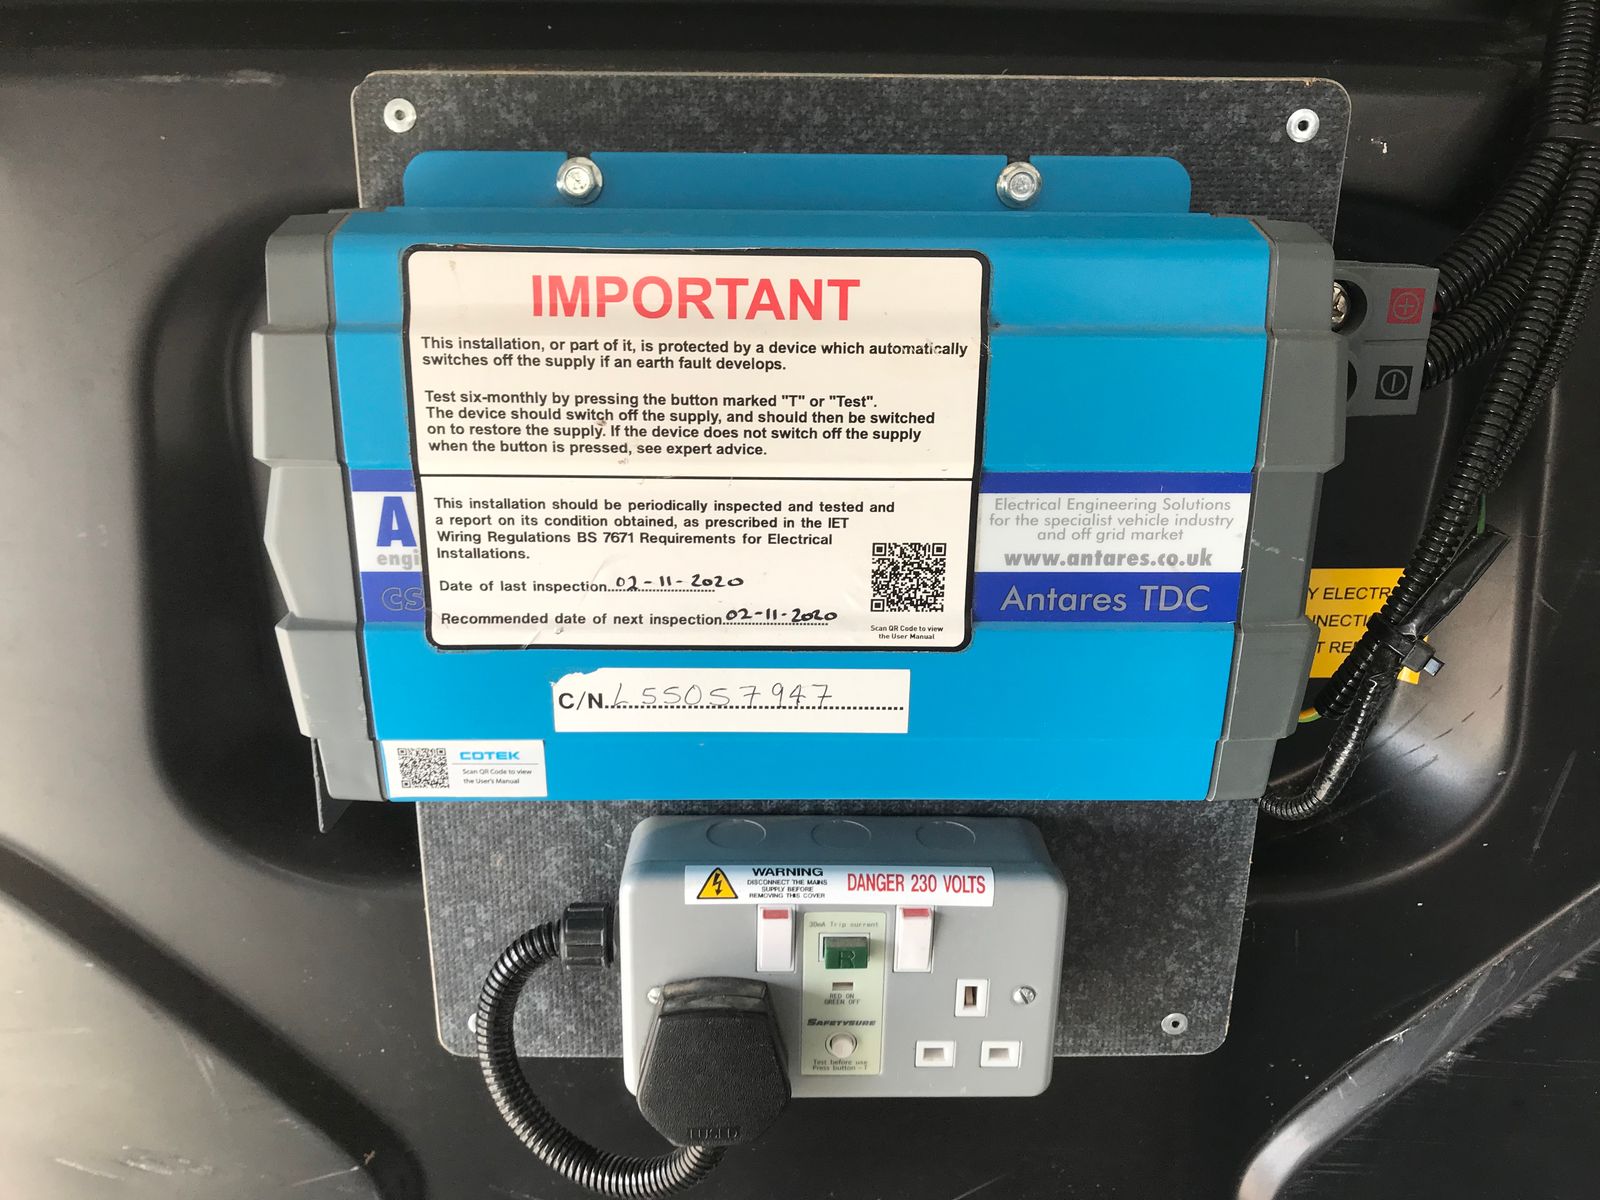 IMPORTANT
This installation, or part of it, is protected by a device which automatically
switches off the supply if an earth fault develops.
Test six-monthly by pressing the button marked "T" or "Test".
The device should switch off the supply, and should then be switched
on to restore the supply. If the device does not switch off the supply
when the button is pressed, see expert advice.
This installation should be periodically inspected and tested and
a report on its condition obtained, as prescribed in the IET
Wiring Regulations BS 7671 Requirements for Electrical
Installations.
Date of last inspection..02-11-2020
Recommended date of next inspection..02-11-2020
Scan QR Code to view
the User Manual
A
engi
CS
Electrical Engineering Solutions
for the specialist vehicle industry
and off grid market
www.antares.co.uk
Antares TDC
Y ELECTR
NNECTI
T RE
C/N..L550S7947
COTEK
Scan QR Code to view
the User's Manual
WARNING
DISCONNECT THE MAINS
SUPPLY BEFORE
REMOVING THIS COVER
DANGER 230 VOLTS
30mA Trip current
R
RED ON
GREEN OFF
SAFETYSURE
Test before use
Press button -T
FUSED